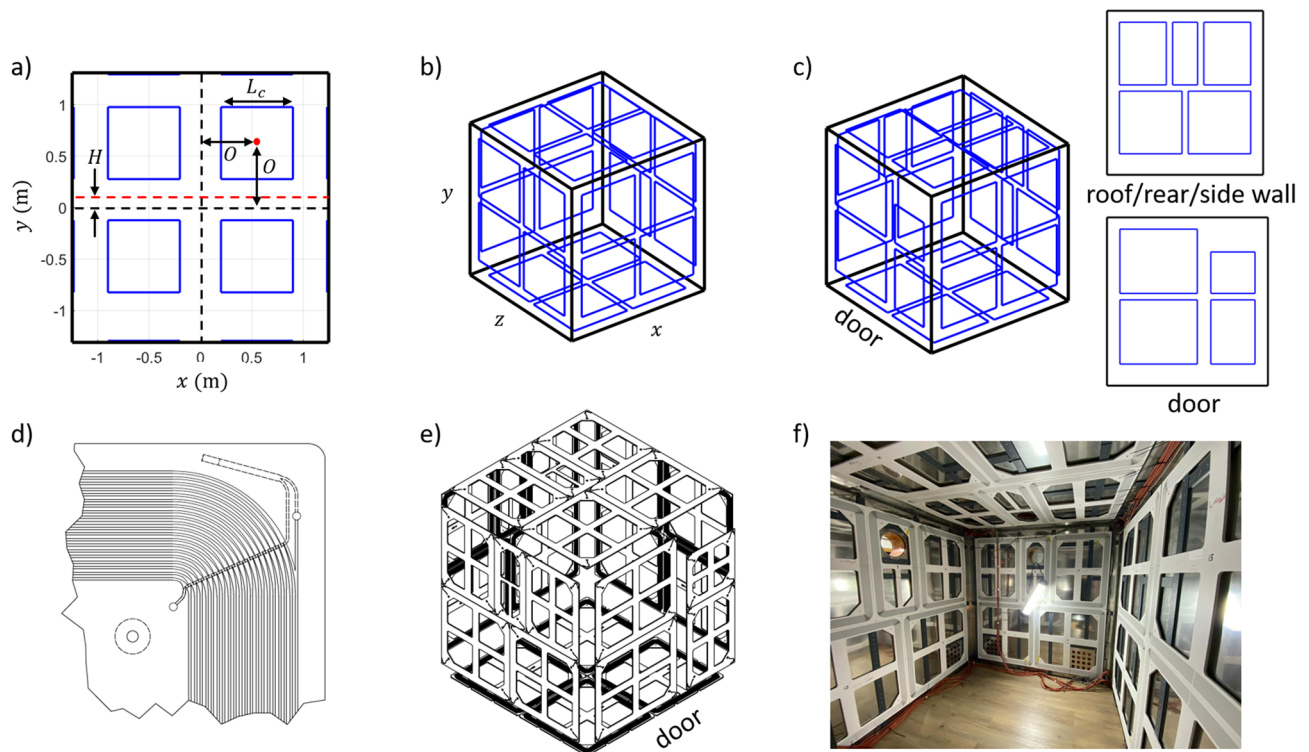 a)
L_c
O
O
H
1
0.5
0
-0.5
-1
y (m)
-1
-0.5
0
0.5
1
x (m)
b)
y
z
x
c)
door
roof/rear/side wall
door
d)
e)
door
f)